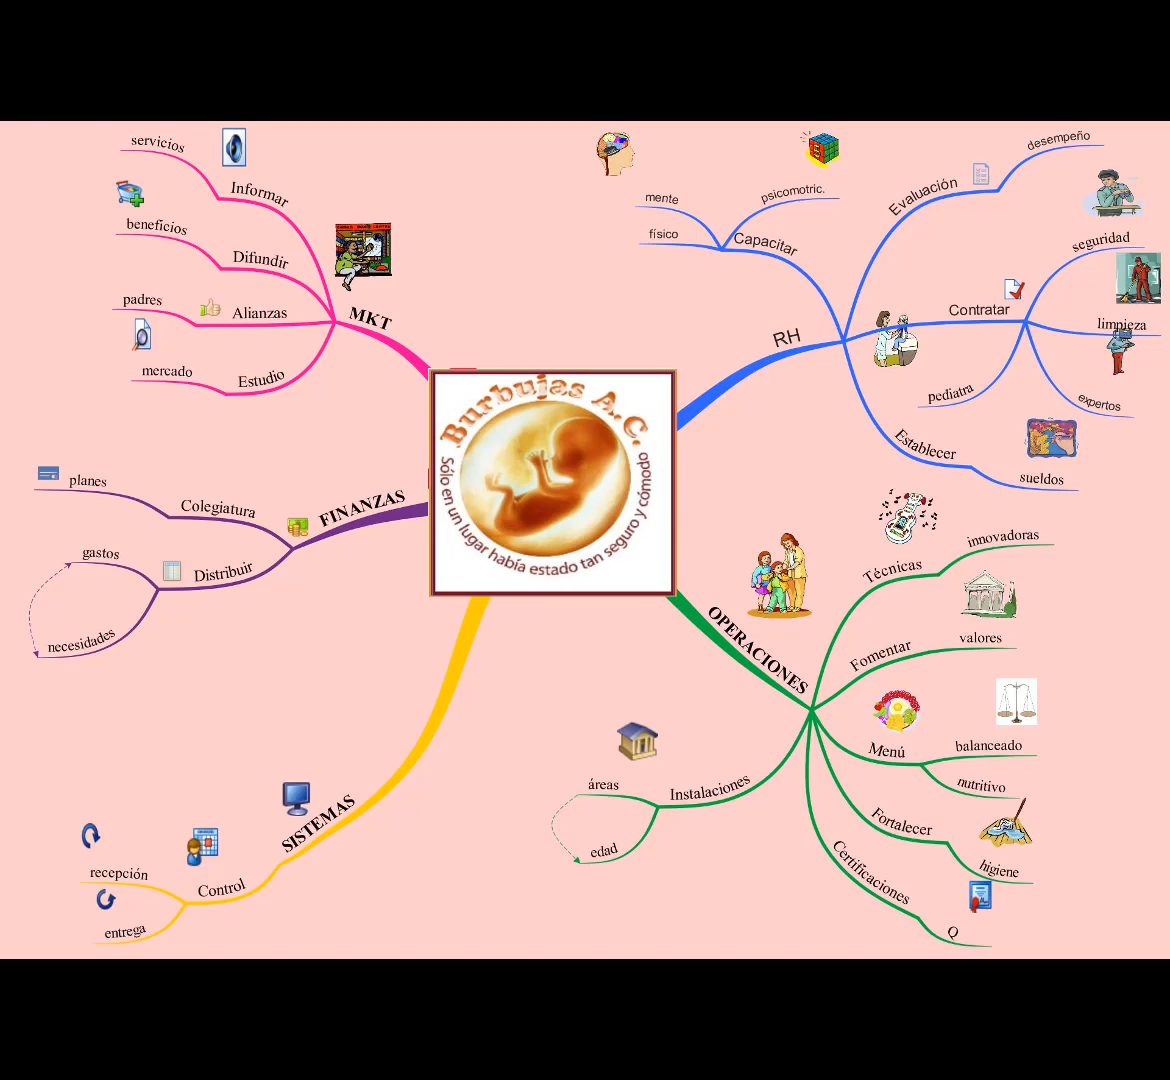 Burbujas A.C.
Sólo en un lugar había estado tan seguro y cómodo
MKT
Informar
servicios
Difundir
beneficios
Alianzas
padres
Estudio
mercado
FINANZAS
Colegiatura
planes
Distribuir
gastos
necesidades
SISTEMAS
Control
recepción
entrega
RH
Capacitar
mente
físico
psicomotric.
Evaluación
desempeño
Contratar
seguridad
limpieza
expertos
pediatra
Establecer
sueldos
OPERACIONES
Técnicas
innovadoras
Fomentar
valores
Menú
balanceado
nutritivo
Fortalecer
higiene
Certificaciones
Q
Instalaciones
áreas
edad